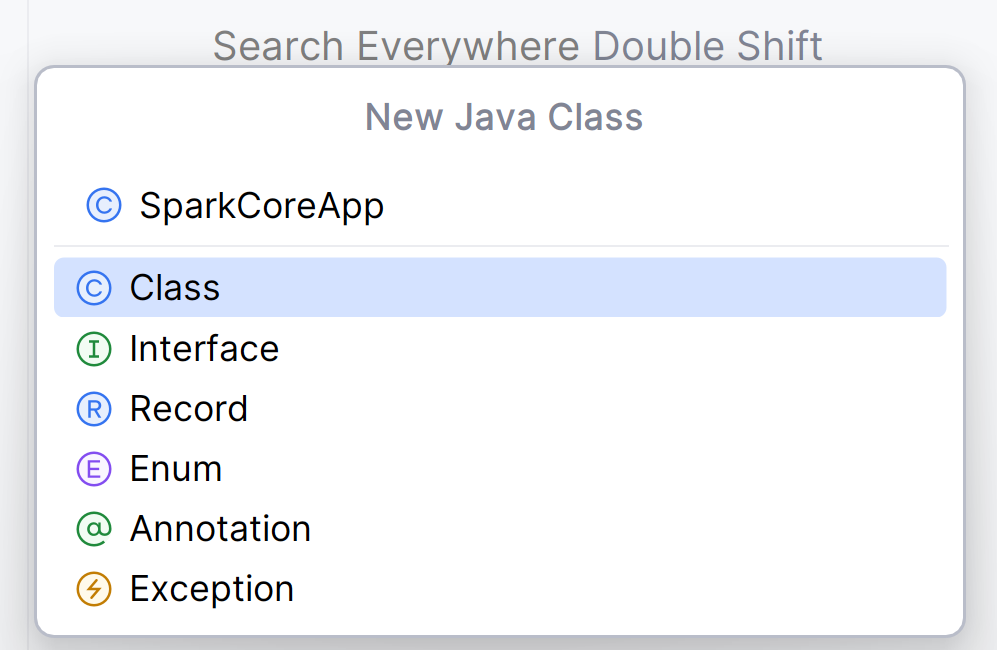 Search Everywhere Double Shift
New Java Class
C SparkCoreApp
C Class
I Interface
R Record
E Enum
@ Annotation
Exception